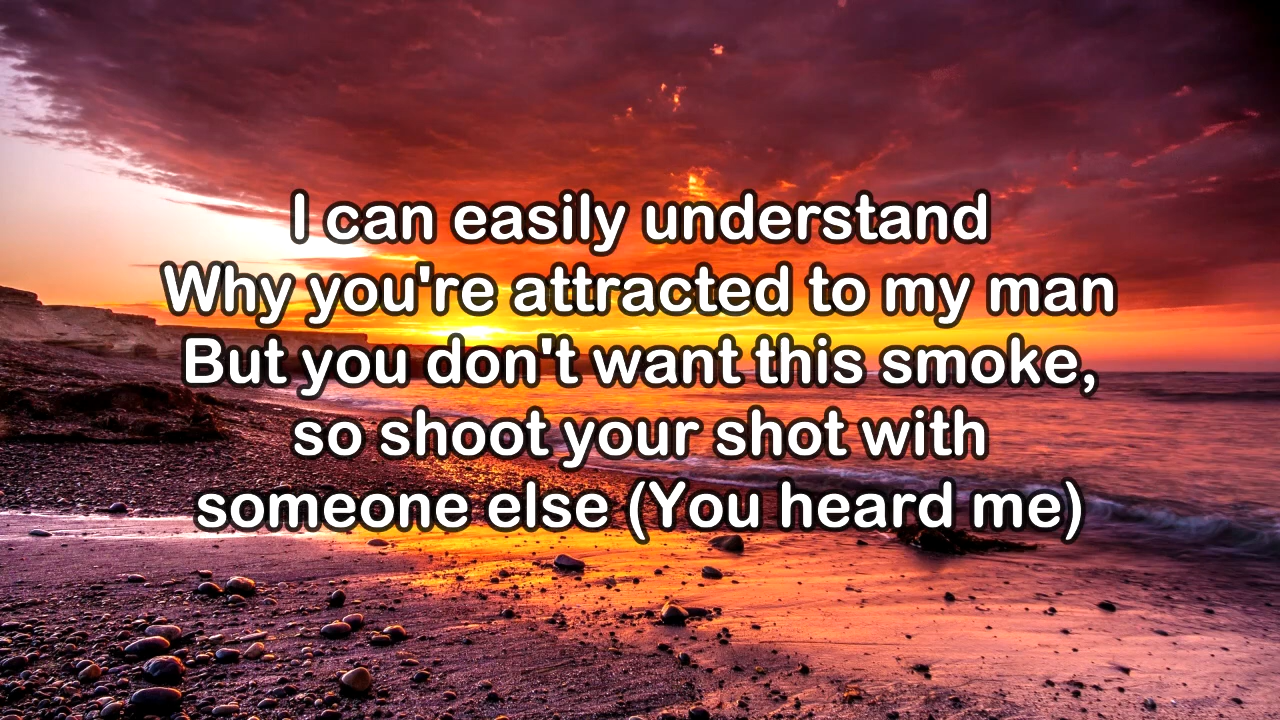 I can easily understand
Why you're attracted to my man
But you don't want this smoke,
so shoot your shot with
someone else (You heard me)